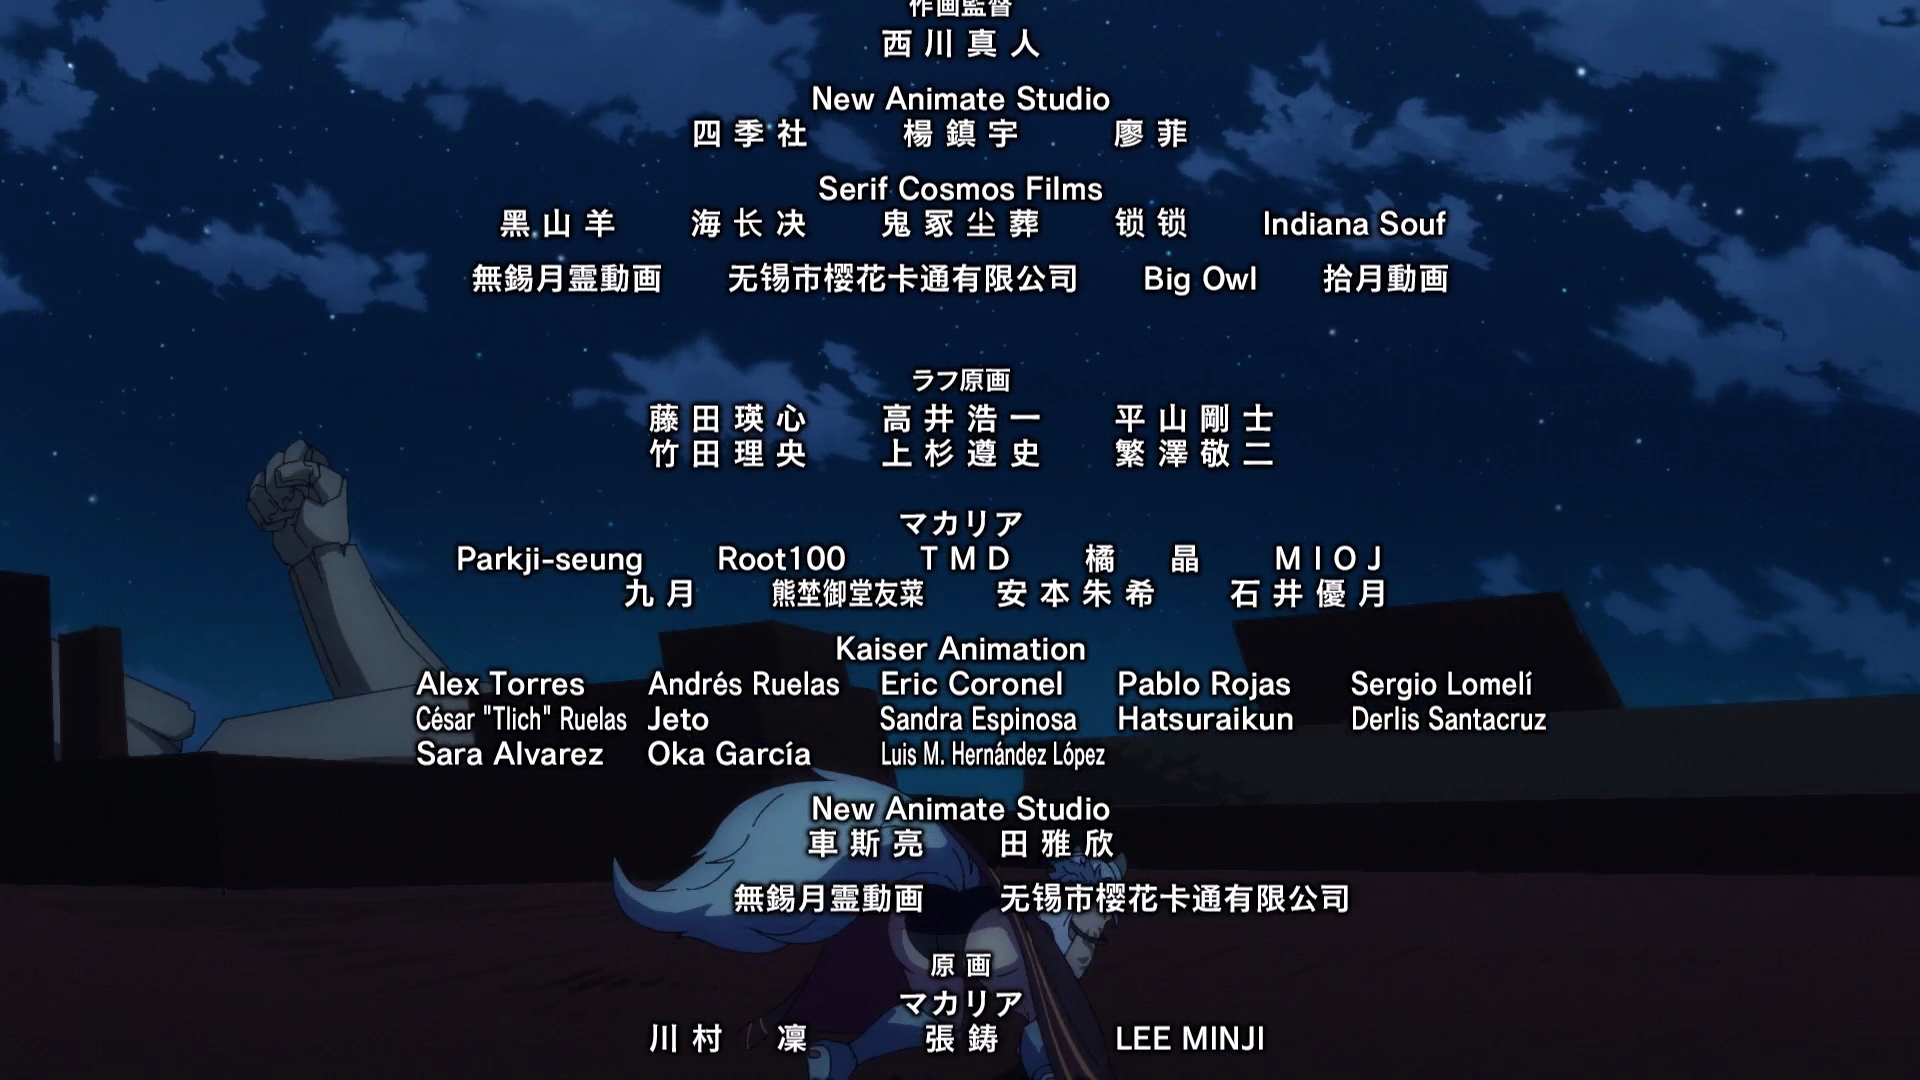 作画監督
西川真人
New Animate Studio
四季社 楊鎮宇 廖菲
Serif Cosmos Films
黑山羊 海长决 鬼冢尘葬 锁锁 Indiana Souf
無錫月霊動画 无锡市樱花卡通有限公司 Big Owl 拾月動画
ラフ原画
藤田瑛心 高井浩一 平山剛士
竹田理央 上杉遵史 繁澤敬二
マカリア
Parkji-seung Root100 TMD 橘晶 MIOJ
九月 熊埜御堂友菜 安本朱希 石井優月
Kaiser Animation
Alex Torres Andrés Ruelas Eric Coronel Pablo Rojas Sergio Lomelí
César "Tlich" Ruelas Jeto Sandra Espinosa Hatsuraikun Derlis Santacruz
Sara Alvarez Oka García Luis M. Hernández López
New Animate Studio
車斯亮 田雅欣
無錫月霊動画 无锡市樱花卡通有限公司
原画
マカリア
川村凜 張鋳 LEE MINJI